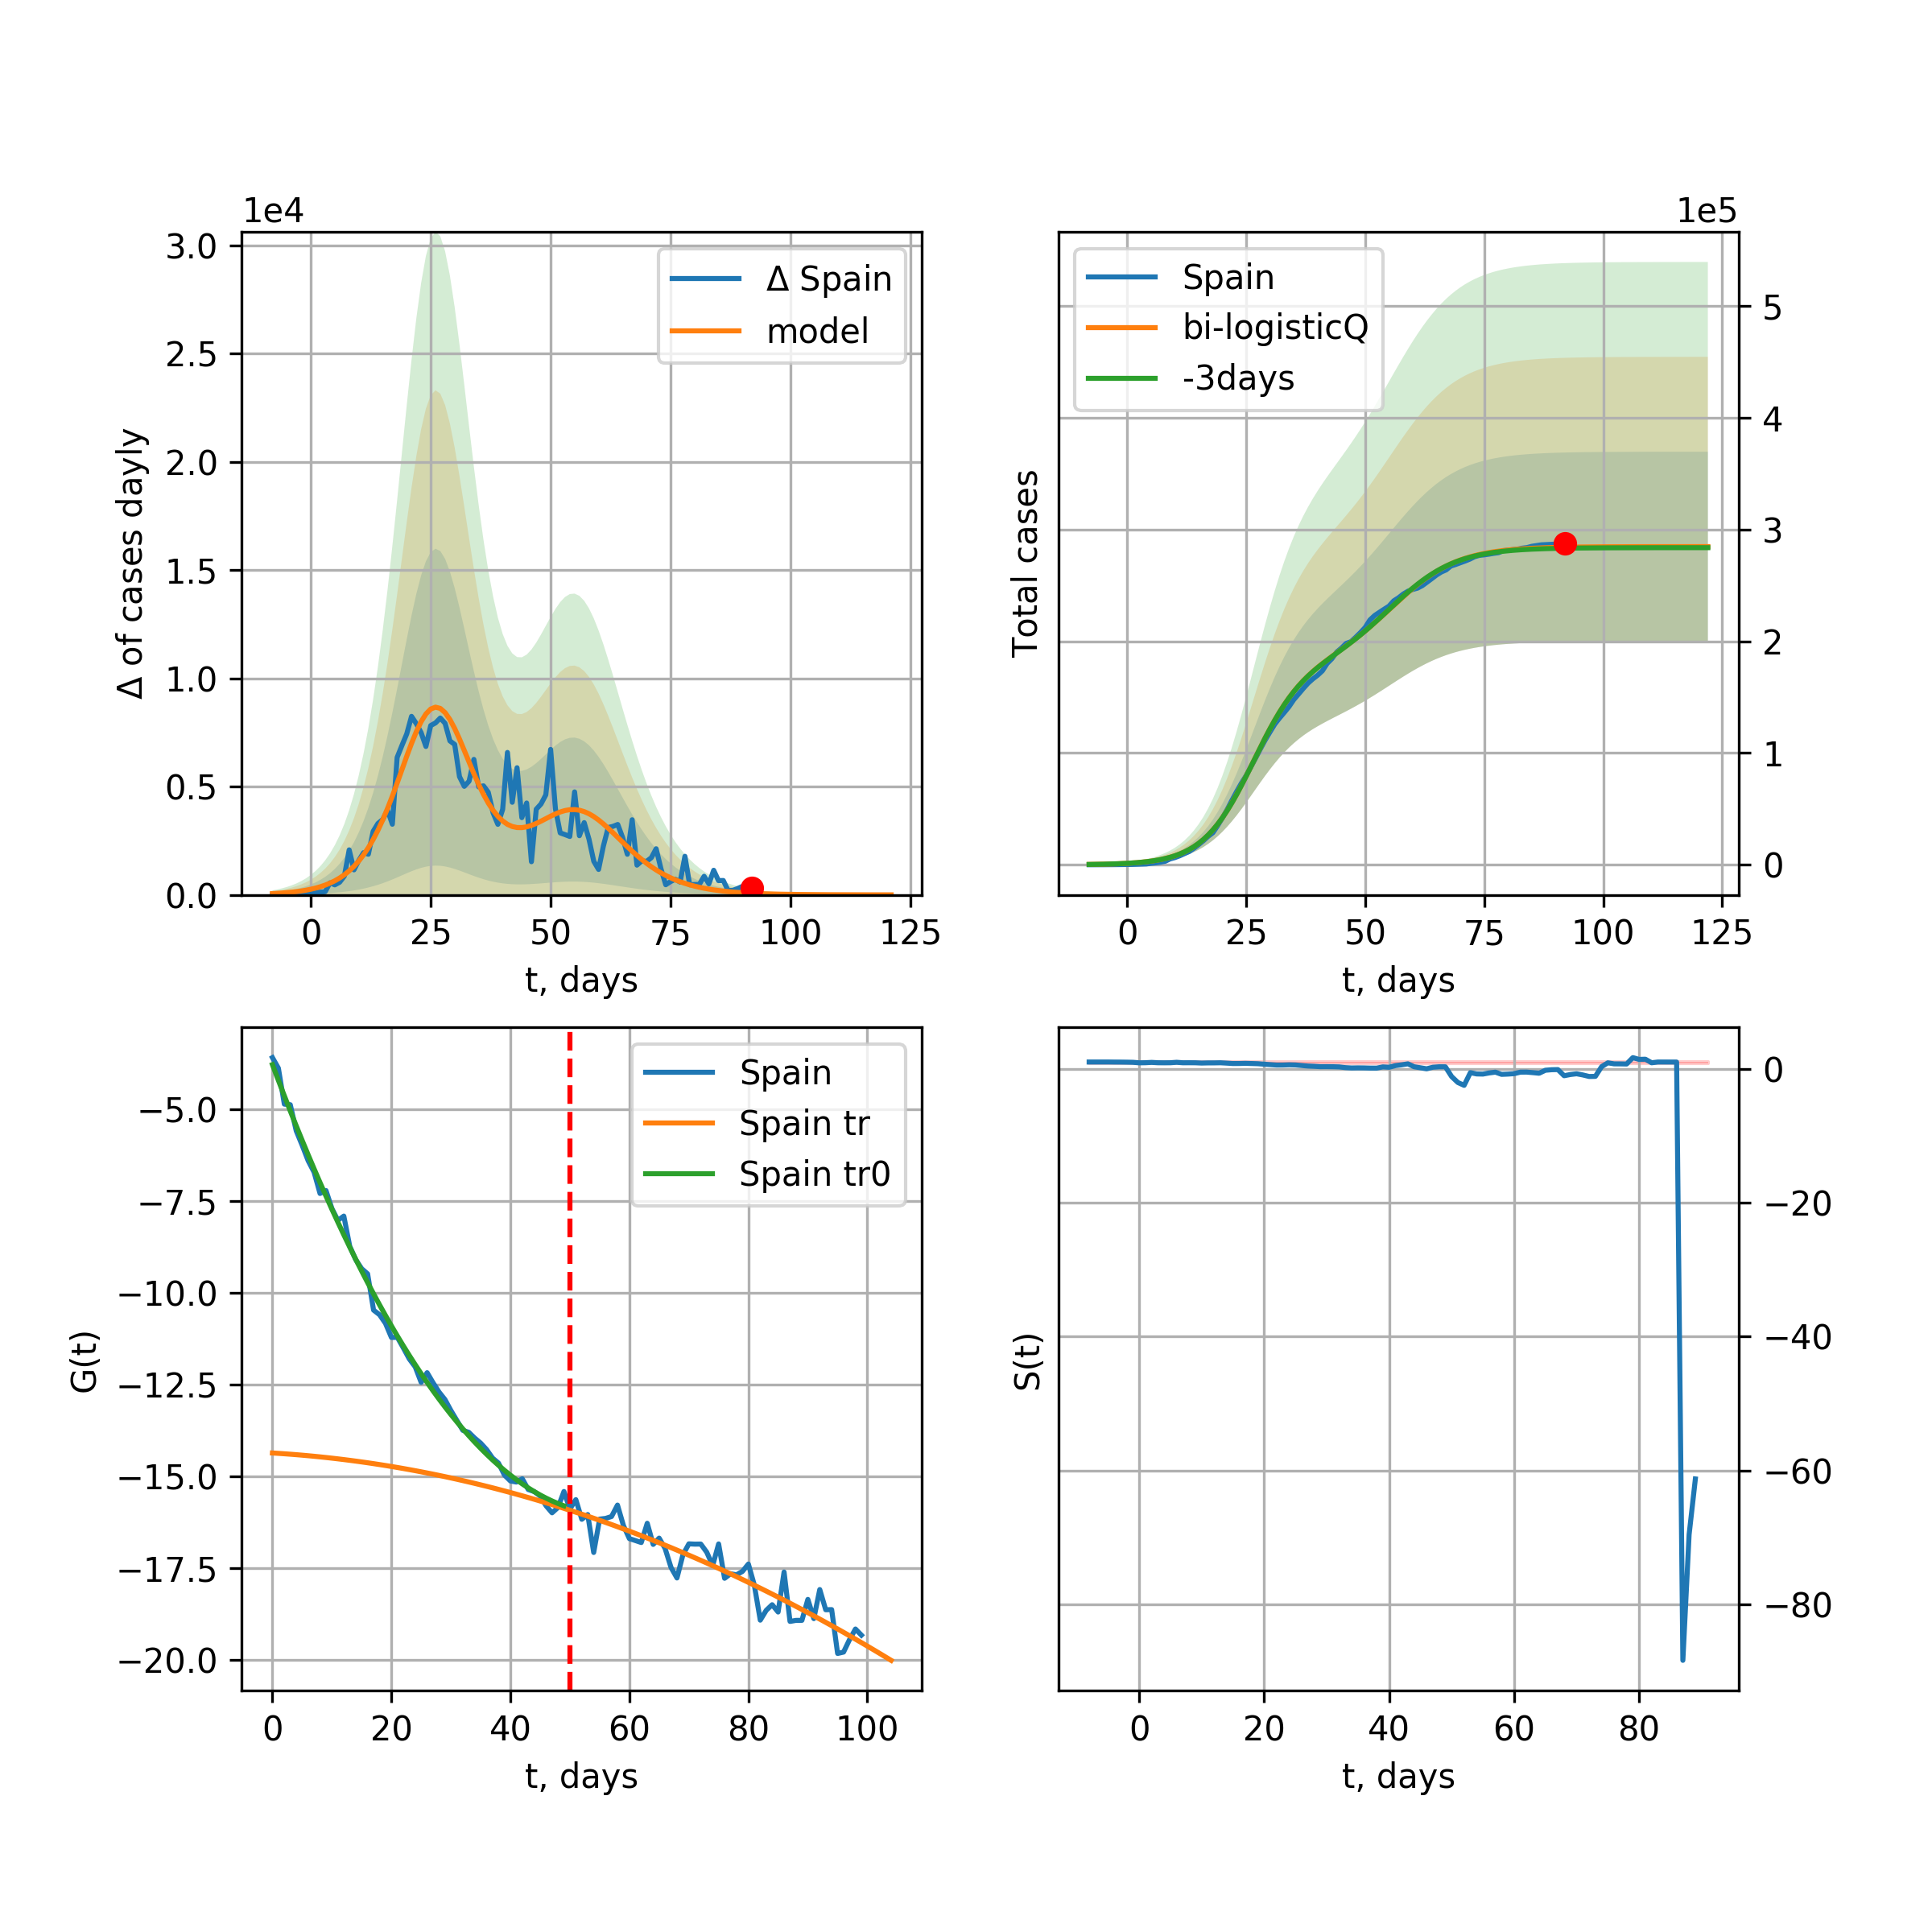 1e4
3.0
2.5
2.0
1.5
1.0
0.5
0.0
Δ of cases dayly
Δ Spain
model
0 25 50 75 100 125
t, days
1e5
Spain
bi-logisticQ
-3days
Total cases
5
4
3
2
1
0
0 25 50 75 100 125
t, days
Spain
Spain tr
Spain tr0
G(t)
−5.0
−7.5
−10.0
−12.5
−15.0
−17.5
−20.0
0 20 40 60 80 100
t, days
S(t)
0
−20
−40
−60
−80
0 20 40 60 80
t, days